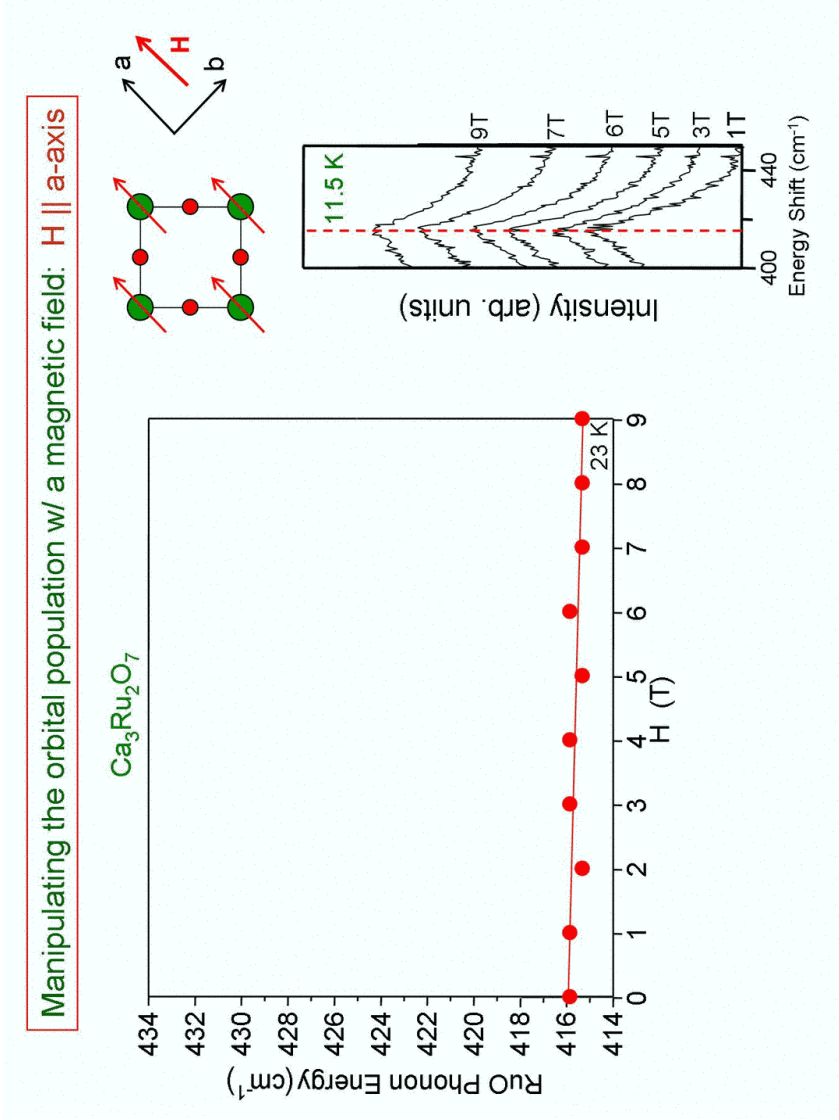 Manipulating the orbital population w/ a magnetic field: H || a-axis
Ca₃Ru₂O₇
a
H
b
RuO Phonon Energy (cm⁻¹)
434
432
430
428
426
424
422
420
418
416
414
0 1 2 3 4 5 6 7 8 9
H (T)
23 K
Intensity (arb. units)
11.5 K
9T
7T
6T
5T
3T
1T
400 440
Energy Shift (cm⁻¹)